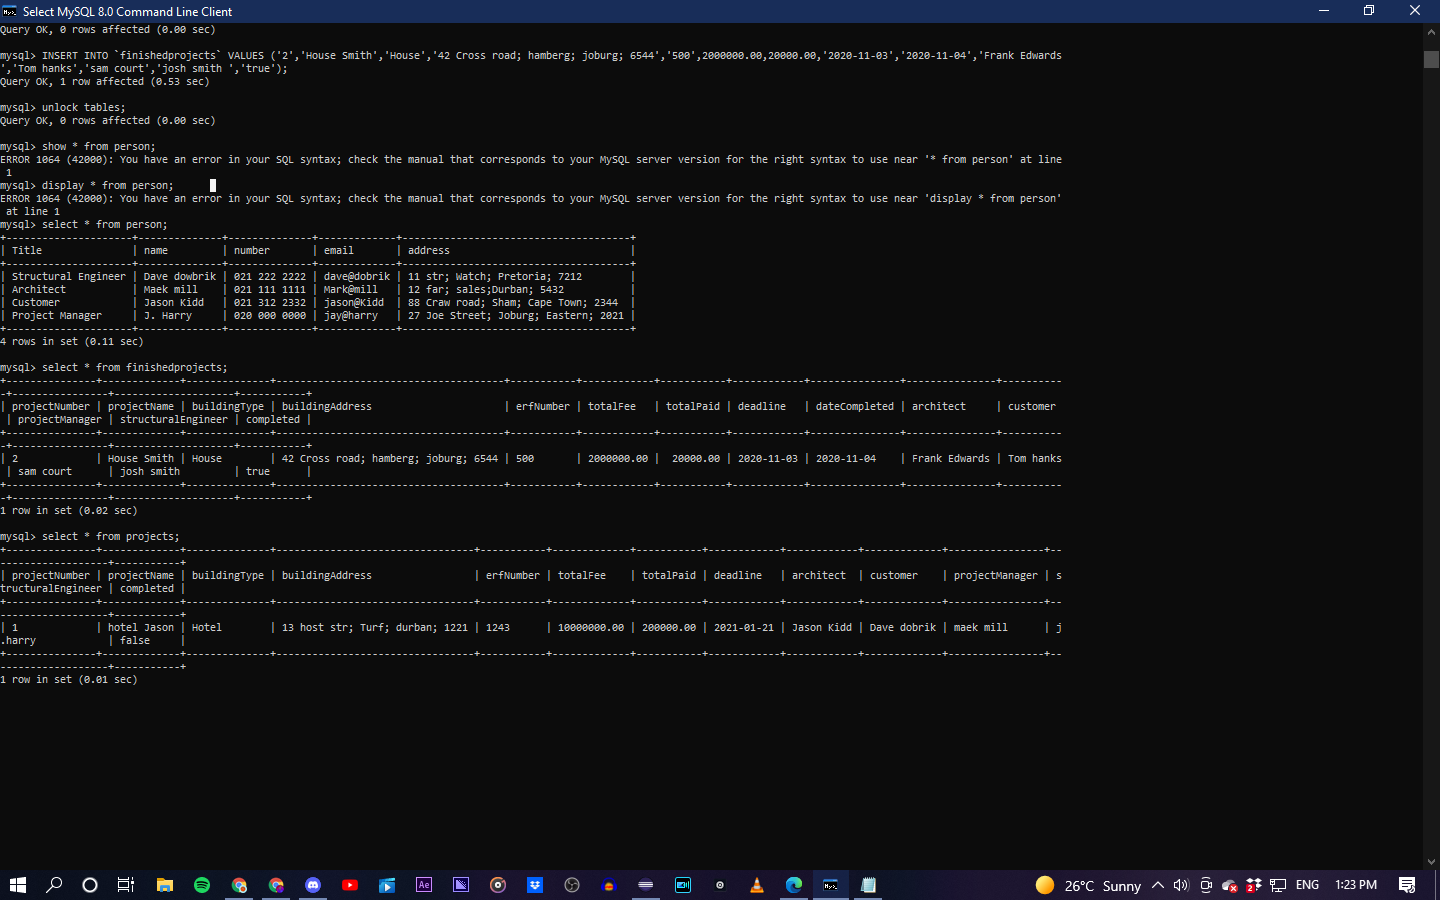 Select MySQL 8.0 Command Line Client
Query OK, 0 rows affected (0.00 sec)
mysql> INSERT INTO `finishedprojects` VALUES ('2','House Smith','House','42 Cross road; hamberg; joburg; 6544','500',2000000.00,20000.00,'2020-11-03','2020-11-04','Frank Edwards
','Tom hanks','sam court','josh smith ','true');
Query OK, 1 row affected (0.53 sec)
mysql> unlock tables;
Query OK, 0 rows affected (0.00 sec)
mysql> show * from person;
ERROR 1064 (42000): You have an error in your SQL syntax; check the manual that corresponds to your MySQL server version for the right syntax to use near '* from person' at line
1
mysql> display * from person;
ERROR 1064 (42000): You have an error in your SQL syntax; check the manual that corresponds to your MySQL server version for the right syntax to use near 'display * from person'
at line 1
mysql> select * from person;
+---------------------+--------------+--------------+-------------+--------------------------------------+
| Title               | name         | number       | email       | address                              |
+---------------------+--------------+--------------+-------------+--------------------------------------+
| Structural Engineer | Dave dowbrik | 021 222 2222 | dave@dobrik | 11 str; Watch; Pretoria; 7212        |
| Architect           | Maek mill    | 021 111 1111 | Mark@mill   | 12 far; sales;Durban; 5432           |
| Customer            | Jason Kidd   | 021 312 2332 | jason@Kidd  | 88 Craw road; Sham; Cape Town; 2344  |
| Project Manager     | J. Harry     | 020 000 0000 | jay@harry   | 27 Joe Street; Joburg; Eastern; 2021 |
+---------------------+--------------+--------------+-------------+--------------------------------------+
4 rows in set (0.11 sec)
mysql> select * from finishedprojects;
+---------------+-------------+--------------+--------------------------------------+-----------+------------+-----------+------------+---------------+---------------+----------
-+----------------+--------------------+-----------+
| projectNumber | projectName | buildingType | buildingAddress                      | erfNumber | totalFee   | totalPaid | deadline   | dateCompleted | architect     | customer
 | projectManager | structuralEngineer | completed |
+---------------+-------------+--------------+--------------------------------------+-----------+------------+-----------+------------+---------------+---------------+----------
-+----------------+--------------------+-----------+
| 2             | House Smith | House        | 42 Cross road; hamberg; joburg; 6544 | 500       | 2000000.00 |  20000.00 | 2020-11-03 | 2020-11-04    | Frank Edwards | Tom hanks
 | sam court      | josh smith         | true      |
+---------------+-------------+--------------+--------------------------------------+-----------+------------+-----------+------------+---------------+---------------+----------
-+----------------+--------------------+-----------+
1 row in set (0.02 sec)
mysql> select * from projects;
+---------------+-------------+--------------+---------------------------------+-----------+-------------+-----------+------------+------------+-------------+----------------+--
------------------+-----------+
| projectNumber | projectName | buildingType | buildingAddress                 | erfNumber | totalFee    | totalPaid | deadline   | architect  | customer    | projectManager | s
tructuralEngineer | completed |
+---------------+-------------+--------------+---------------------------------+-----------+-------------+-----------+------------+------------+-------------+----------------+--
------------------+-----------+
| 1             | hotel Jason | Hotel        | 13 host str; Turf; durban; 1221 | 1243      | 10000000.00 | 200000.00 | 2021-01-21 | Jason Kidd | Dave dobrik | maek mill      | j
.harry            | false     |
+---------------+-------------+--------------+---------------------------------+-----------+-------------+-----------+------------+------------+-------------+----------------+--
------------------+-----------+
1 row in set (0.01 sec)
Ae
26°C Sunny 2 ENG 1:23 PM